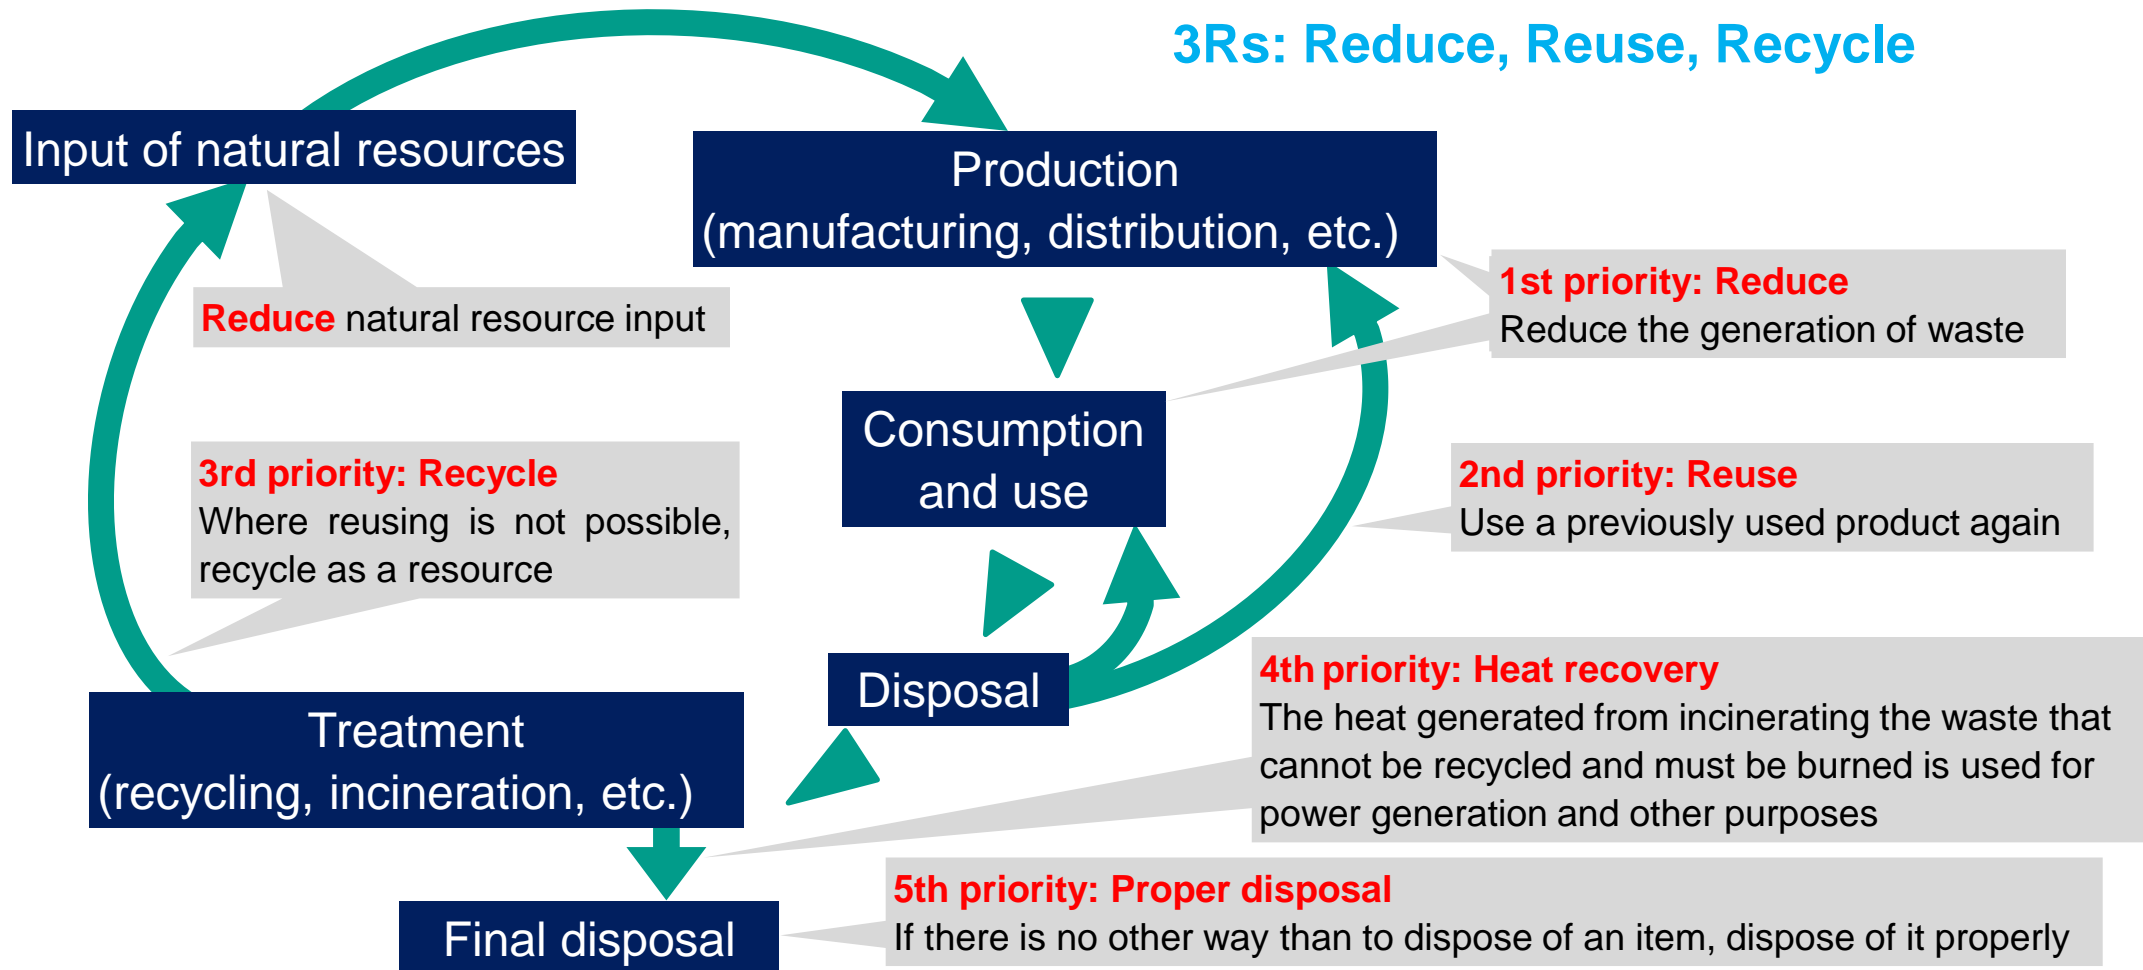 3Rs: Reduce, Reuse, Recycle
Input of natural resources
Production
(manufacturing, distribution, etc.)
1st priority: Reduce
Reduce the generation of waste
Reduce natural resource input
Consumption
and use
3rd priority: Recycle
Where reusing is not possible,
recycle as a resource
2nd priority: Reuse
Use a previously used product again
Disposal
4th priority: Heat recovery
The heat generated from incinerating the waste that
cannot be recycled and must be burned is used for
power generation and other purposes
Treatment
(recycling, incineration, etc.)
5th priority: Proper disposal
If there is no other way than to dispose of an item, dispose of it properly
Final disposal